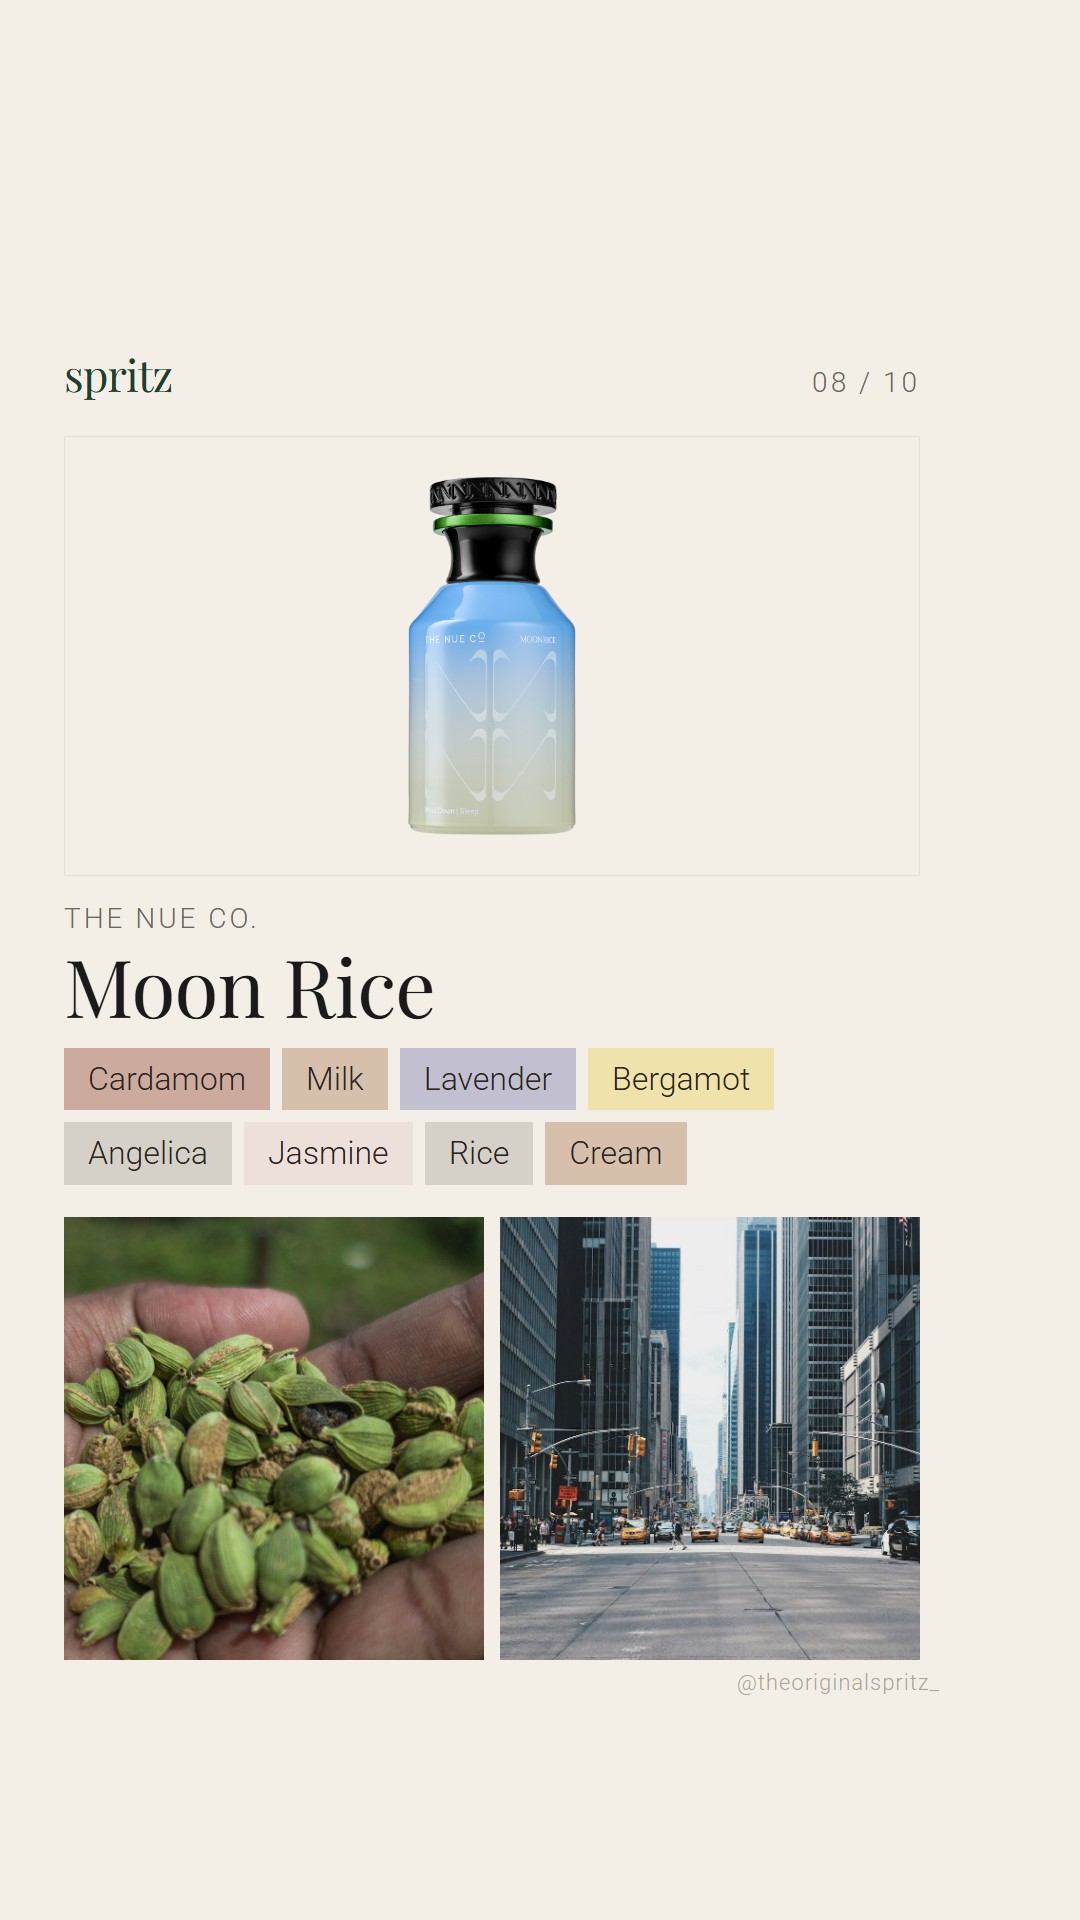 spritz
08 / 10
THE NUE CO
MOONRICE
THE NUE CO.
Moon Rice
Cardamom
Milk
Lavender
Bergamot
Angelica
Jasmine
Rice
Cream
@theoriginalspritz_